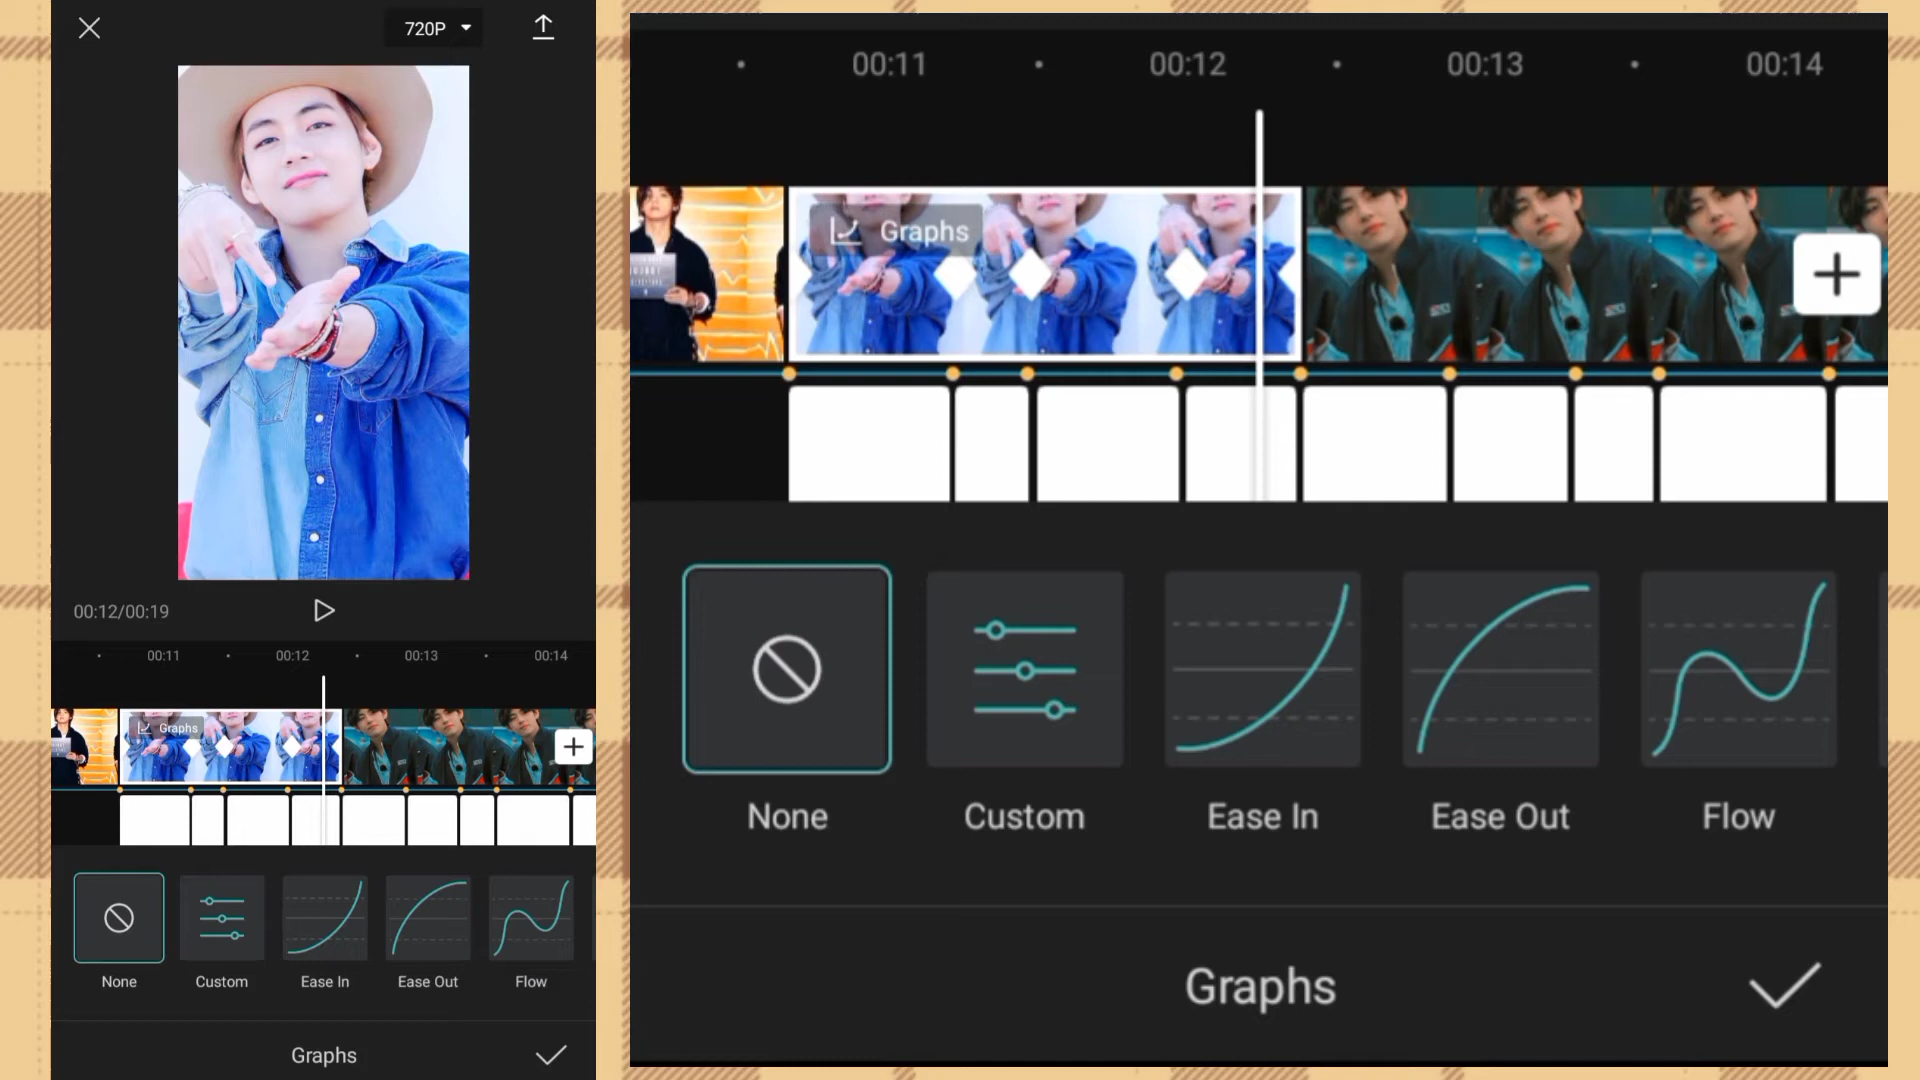 720P
00:12/00:19
00:11
00:12
00:13
00:14
Graphs
None
Custom
Ease In
Ease Out
Flow
Graphs
00:11
00:12
00:13
00:14
Graphs
None
Custom
Ease In
Ease Out
Flow
Graphs